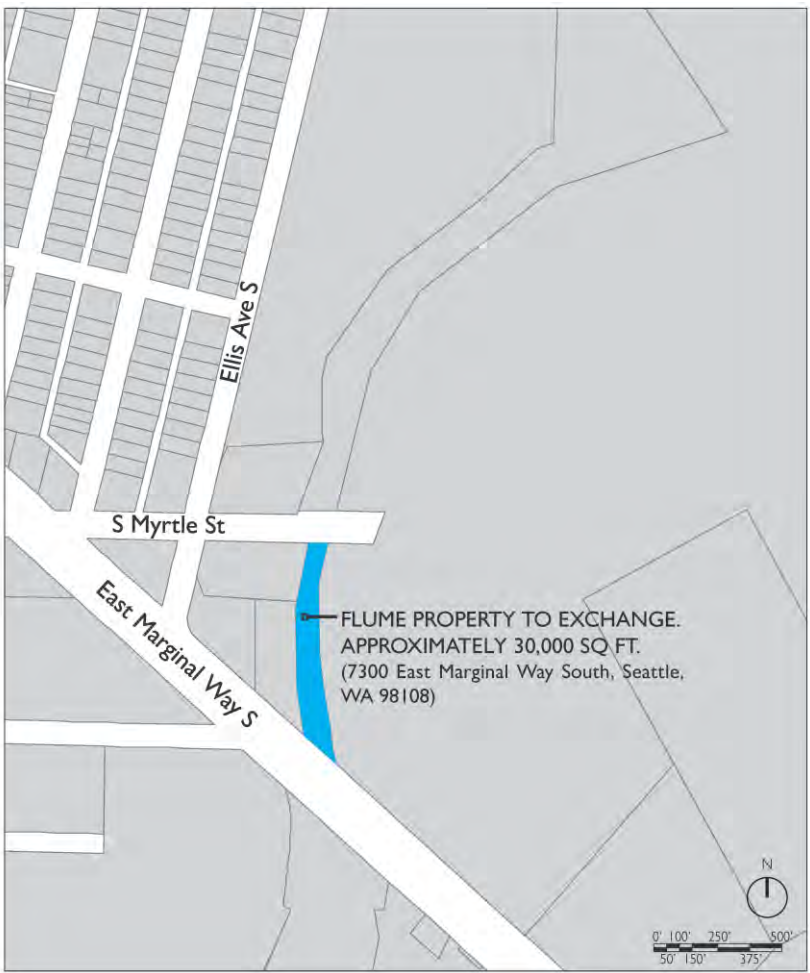 Ellis Ave S
S Myrtle St
East Marginal Way S
FLUME PROPERTY TO EXCHANGE.
APPROXIMATELY 30,000 SQ FT.
(7300 East Marginal Way South, Seattle,
WA 98108)
N
0' 100' 250' 500'
50' 150' 375'